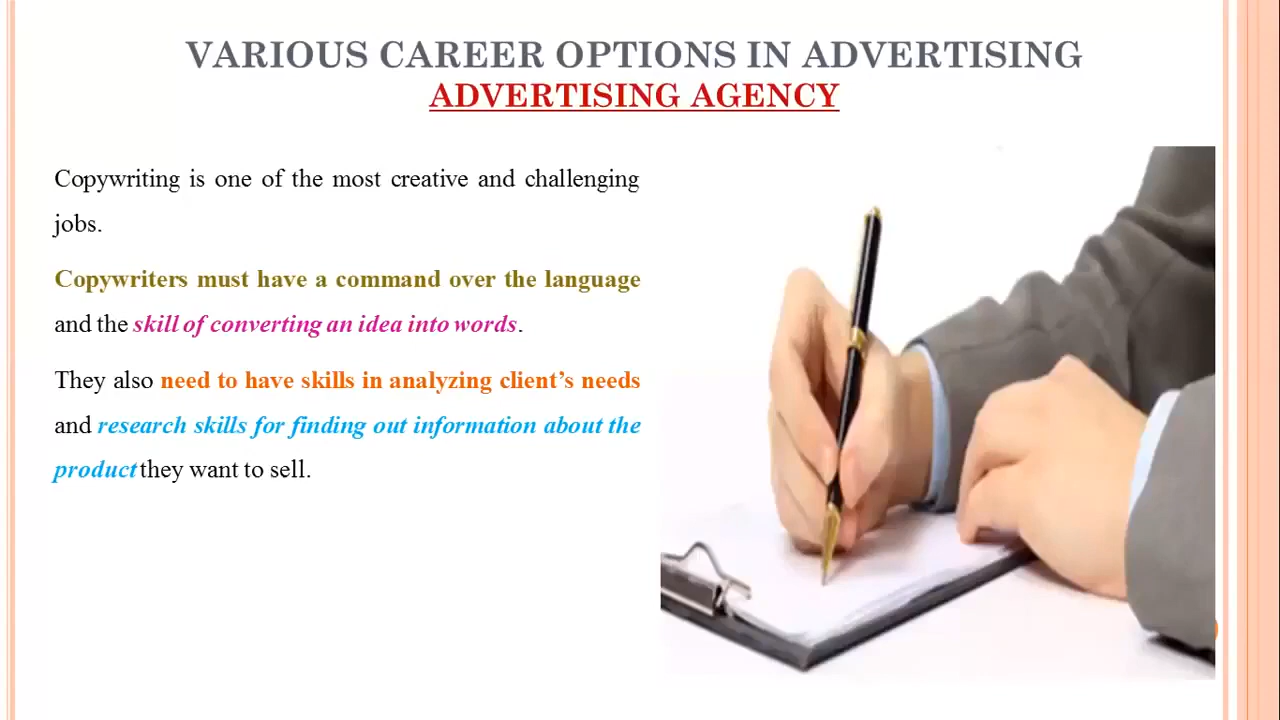 VARIOUS CAREER OPTIONS IN ADVERTISING
ADVERTISING AGENCY
Copywriting is one of the most creative and challenging
jobs.
Copywriters must have a command over the language
and the skill of converting an idea into words.
They also need to have skills in analyzing client’s needs
and research skills for finding out information about the
product they want to sell.